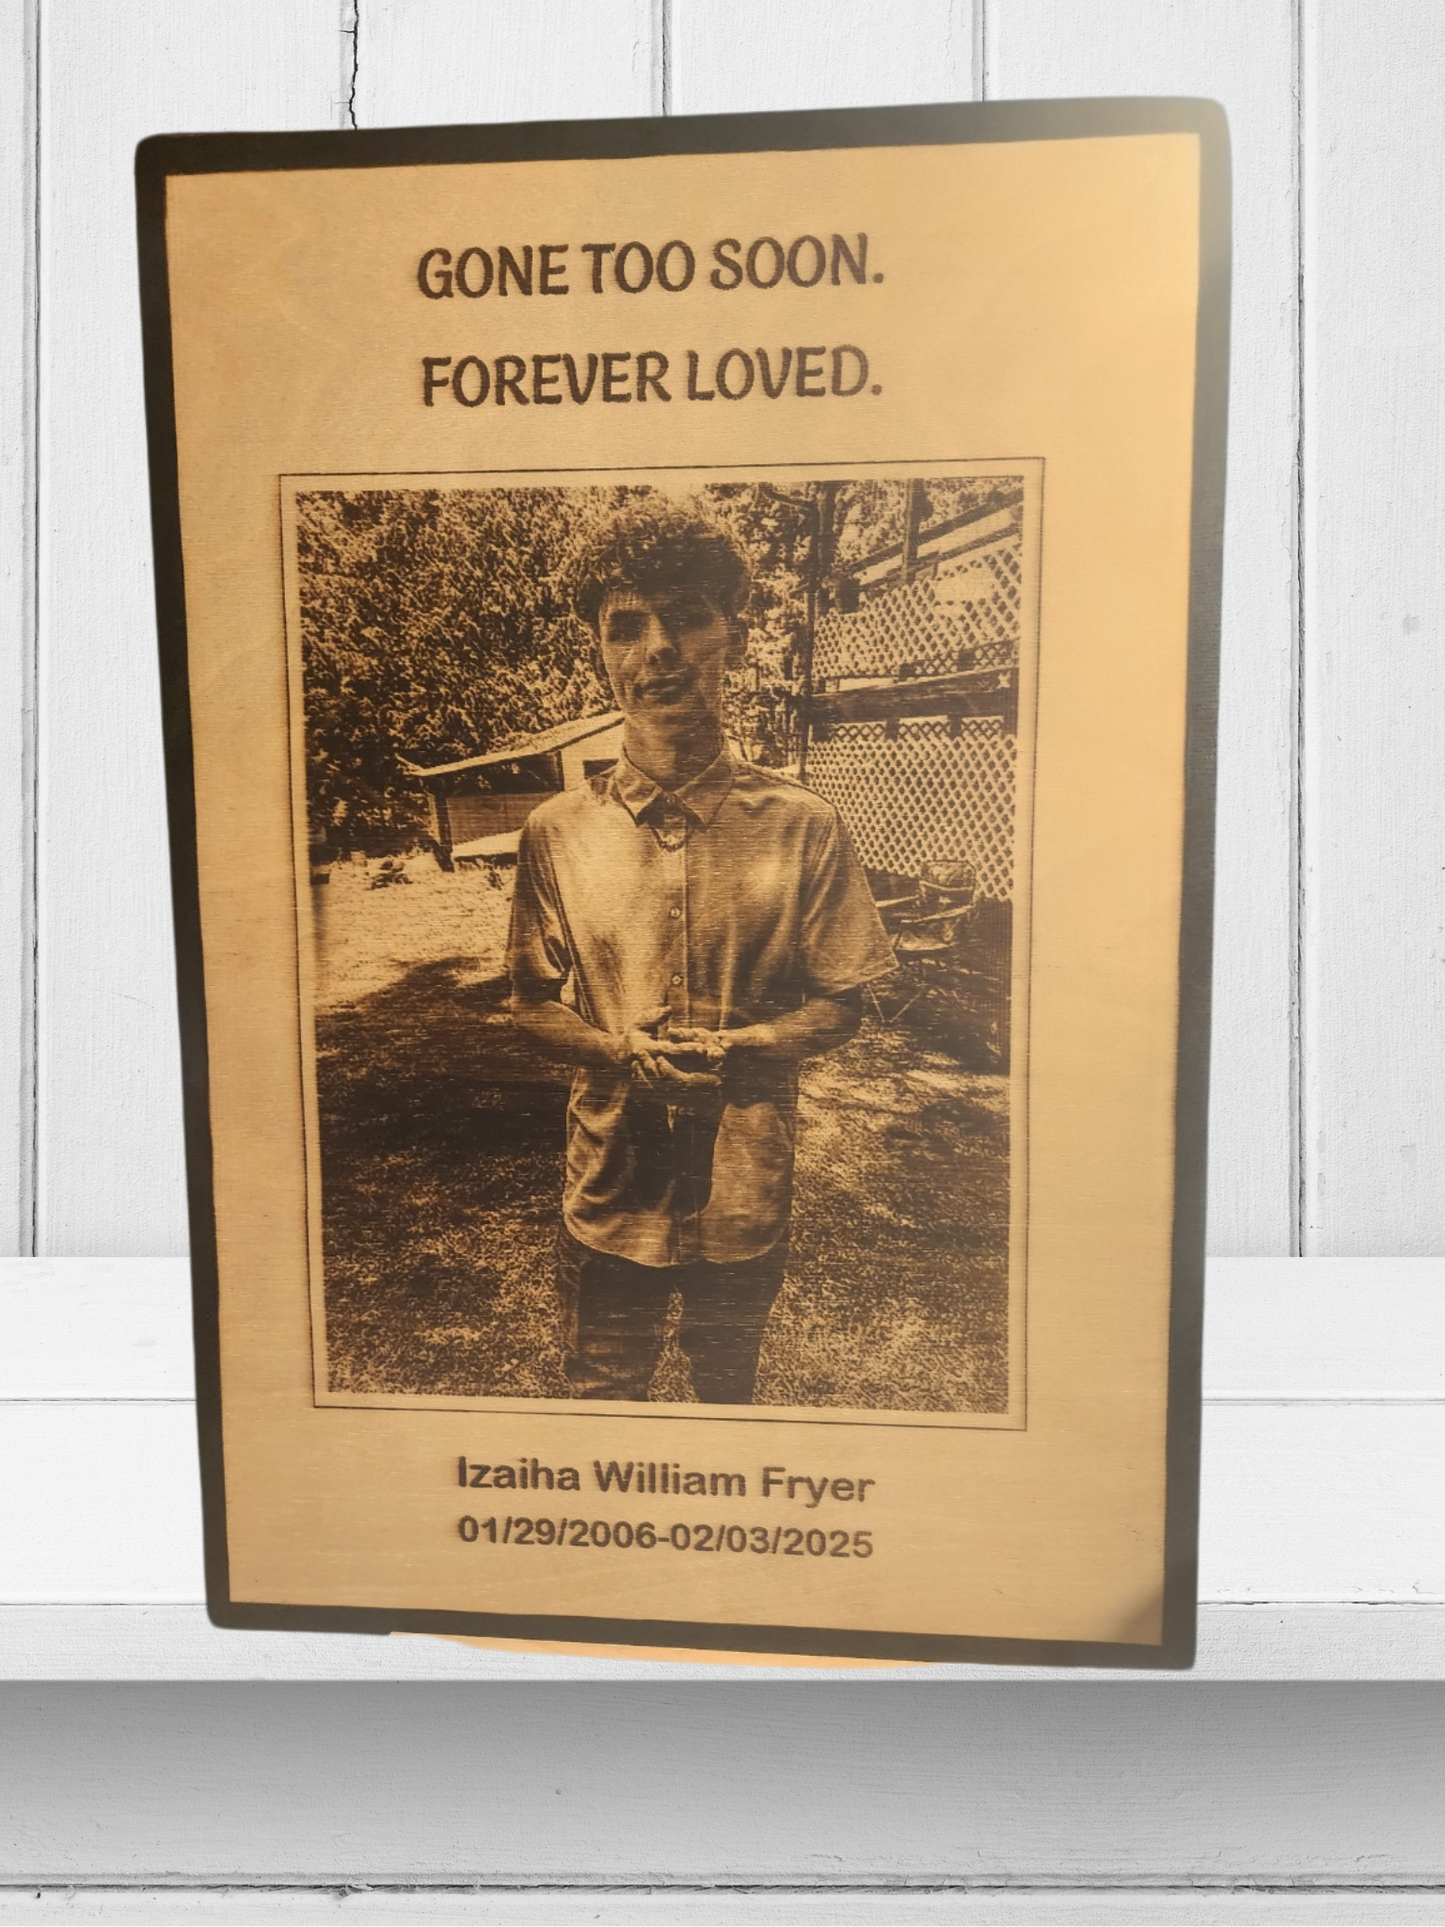 GONE TOO SOON.
FOREVER LOVED.
Izaiha William Fryer
01/29/2006-02/03/2025